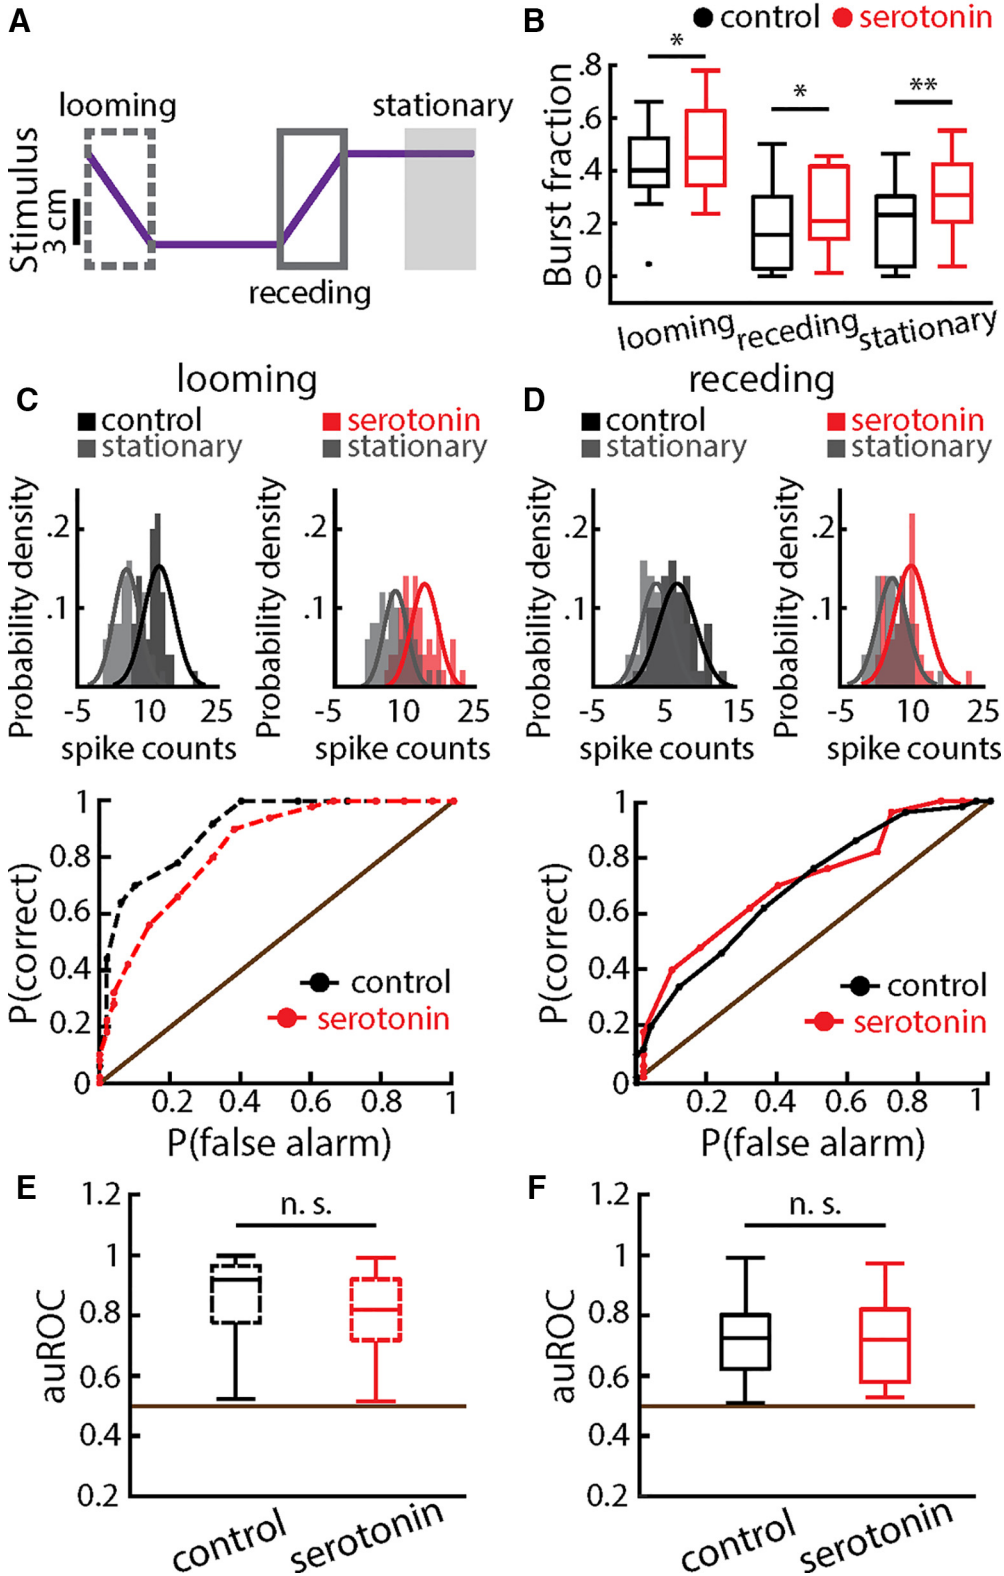 A
looming
stationary
Stimulus
3 cm
receding
B
control serotonin
Burst fraction
.8
.6
.4
.2
0
*
*
**
looming receding stationary
C
looming
control
stationary
serotonin
stationary
Probability density
.2
.1
-5 10 25
spike counts
Probability density
.2
.1
-5 10 25
spike counts
D
receding
control
stationary
serotonin
stationary
Probability density
.2
.1
-5 5 15
spike counts
Probability density
.2
.1
-5 10 25
spike counts
P(correct)
1
0.8
0.6
0.4
0.2
0
control
serotonin
0.2 0.4 0.6 0.8 1
P(false alarm)
P(correct)
1
0.8
0.6
0.4
0.2
0
control
serotonin
0.2 0.4 0.6 0.8 1
P(false alarm)
E
auROC
1.2
1
0.8
0.6
0.4
0.2
n. s.
control serotonin
F
auROC
1.2
1
0.8
0.6
0.4
0.2
n. s.
control serotonin